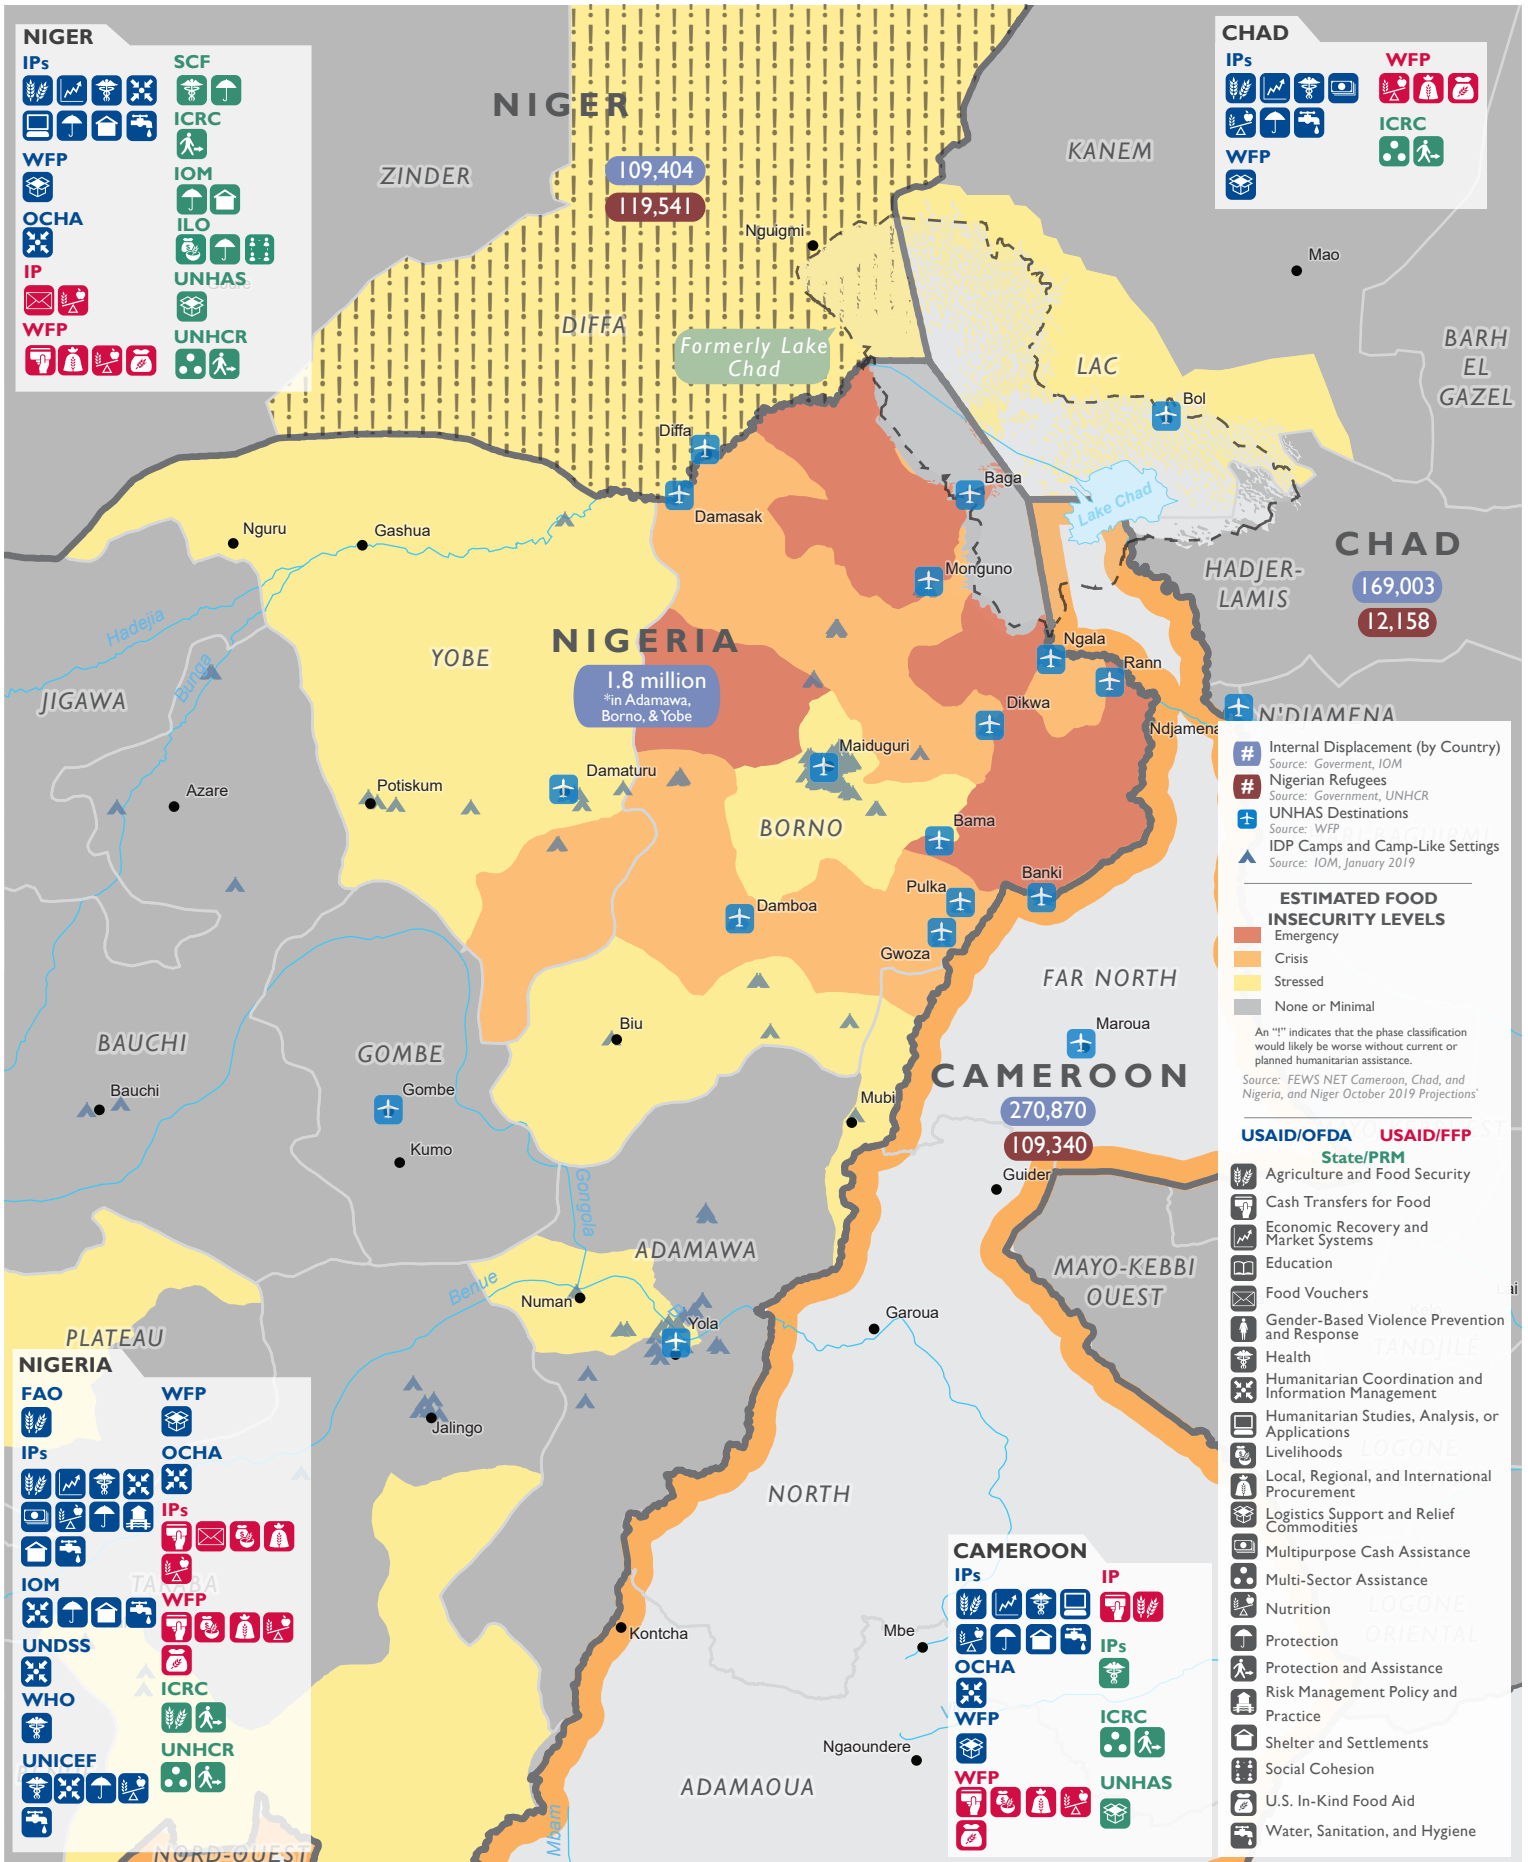 NIGER
IPs
SCF
ICRC
WFP
IOM
OCHA
ILO
IP
UNHAS
WFP
UNHCR
CHAD
IPs
WFP
ICRC
WFP
NIGER
109,404
119,541
ZINDER
KANEM
Nguigmi
Mao
DIFFA
Formerly Lake
Chad
LAC
BARH
EL
GAZEL
Bol
Diffa
Baga
Damasak
Lake Chad
Nguru
Gashua
CHAD
169,003
12,158
Monguno
HADJER-
LAMIS
Hadejia
Bunga
NIGERIA
1.8 million
*in Adamawa,
Borno, & Yobe
YOBE
Ngala
Rann
JIGAWA
Dikwa
N'DJAMENA
Ndjamena
Maiduguri
Damaturu
Potiskum
Azare
BORNO
Bama
Banki
Pulka
Damboa
Gwoza
FAR NORTH
Maroua
Biu
BAUCHI
GOMBE
CAMEROON
270,870
109,340
Gombe
Bauchi
Mubi
Kumo
Guider
Gongola
ADAMAWA
MAYO-KEBBI
OUEST
Benue
Numan
Garoua
Yola
PLATEAU
Jalingo
NORTH
TARABA
Kontcha
Mbe
Ngaoundere
ADAMAOUA
Mbam
NORD-OUEST
# Internal Displacement (by Country)
Source: Goverment, IOM
# Nigerian Refugees
Source: Government, UNHCR
UNHAS Destinations
Source: WFP
IDP Camps and Camp-Like Settings
Source: IOM, January 2019
ESTIMATED FOOD
INSECURITY LEVELS
Emergency
Crisis
Stressed
None or Minimal
An "!" indicates that the phase classification
would likely be worse without current or
planned humanitarian assistance.
Source: FEWS NET Cameroon, Chad, and
Nigeria, and Niger October 2019 Projections`
USAID/OFDA USAID/FFP
State/PRM
Agriculture and Food Security
Cash Transfers for Food
Economic Recovery and
Market Systems
Education
Food Vouchers
Gender-Based Violence Prevention
and Response
Health
Humanitarian Coordination and
Information Management
Humanitarian Studies, Analysis, or
Applications
Livelihoods
Local, Regional, and International
Procurement
Logistics Support and Relief
Commodities
Multipurpose Cash Assistance
Multi-Sector Assistance
Nutrition
Protection
Protection and Assistance
Risk Management Policy and
Practice
Shelter and Settlements
Social Cohesion
U.S. In-Kind Food Aid
Water, Sanitation, and Hygiene
TANDJILÉ
LOGONE
LOGONE
ORIENTAL
NIGERIA
FAO
WFP
IPs
OCHA
IPs
IOM
WFP
UNDSS
WHO
ICRC
UNICEF
UNHCR
CAMEROON
IPs
IP
IPs
OCHA
WFP
ICRC
WFP
UNHAS